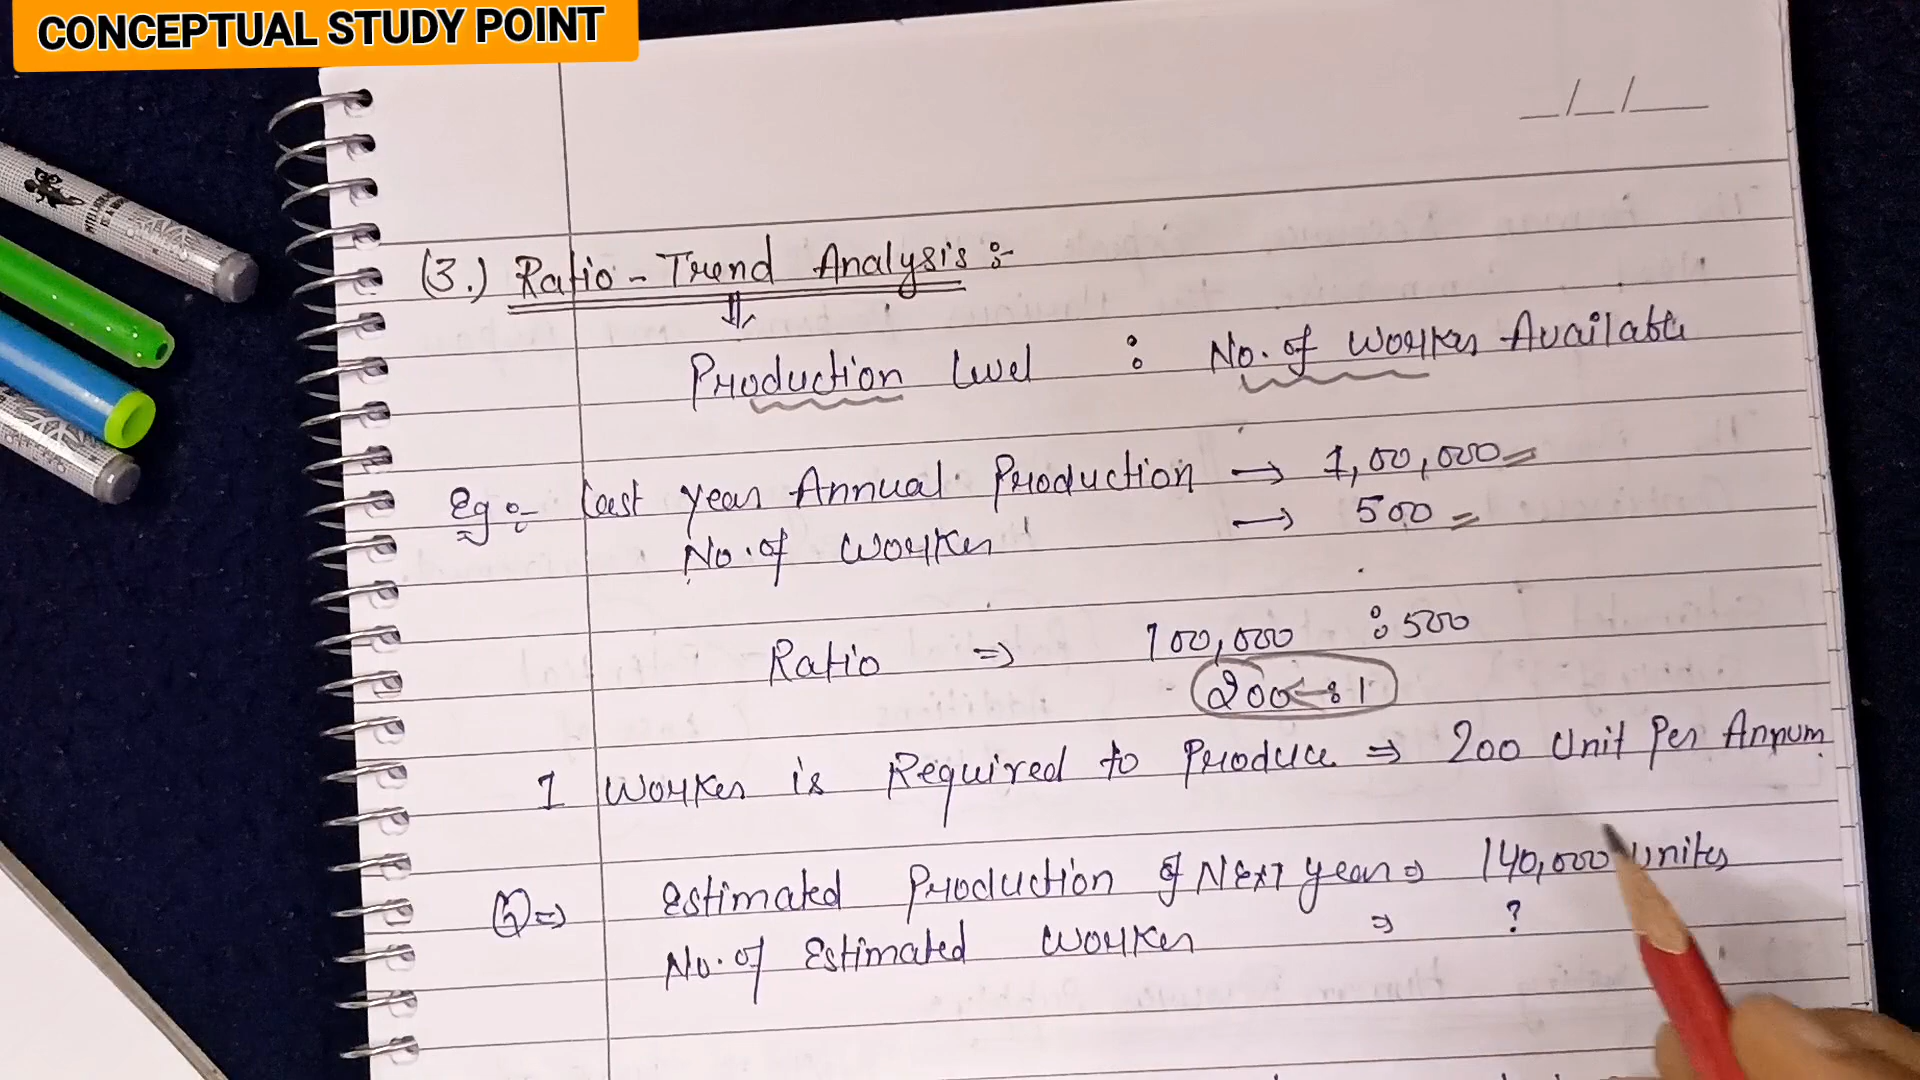 CONCEPTUAL STUDY POINT
_/_/__
(3.) Ratio - Trend Analysis :-
Production Level : No. of Worker Available
Eg :- Last year Annual Production → 1,00,000
No. of Worker → 500
Ratio ⇒ 100,000 : 500
200 : 1
1 Worker is Required to Produce ⇒ 200 Unit Per Annum.
Q ⇒ Estimated Production of Next year ⇒ 140,000 Units
No. of Estimated Worker ⇒ ?